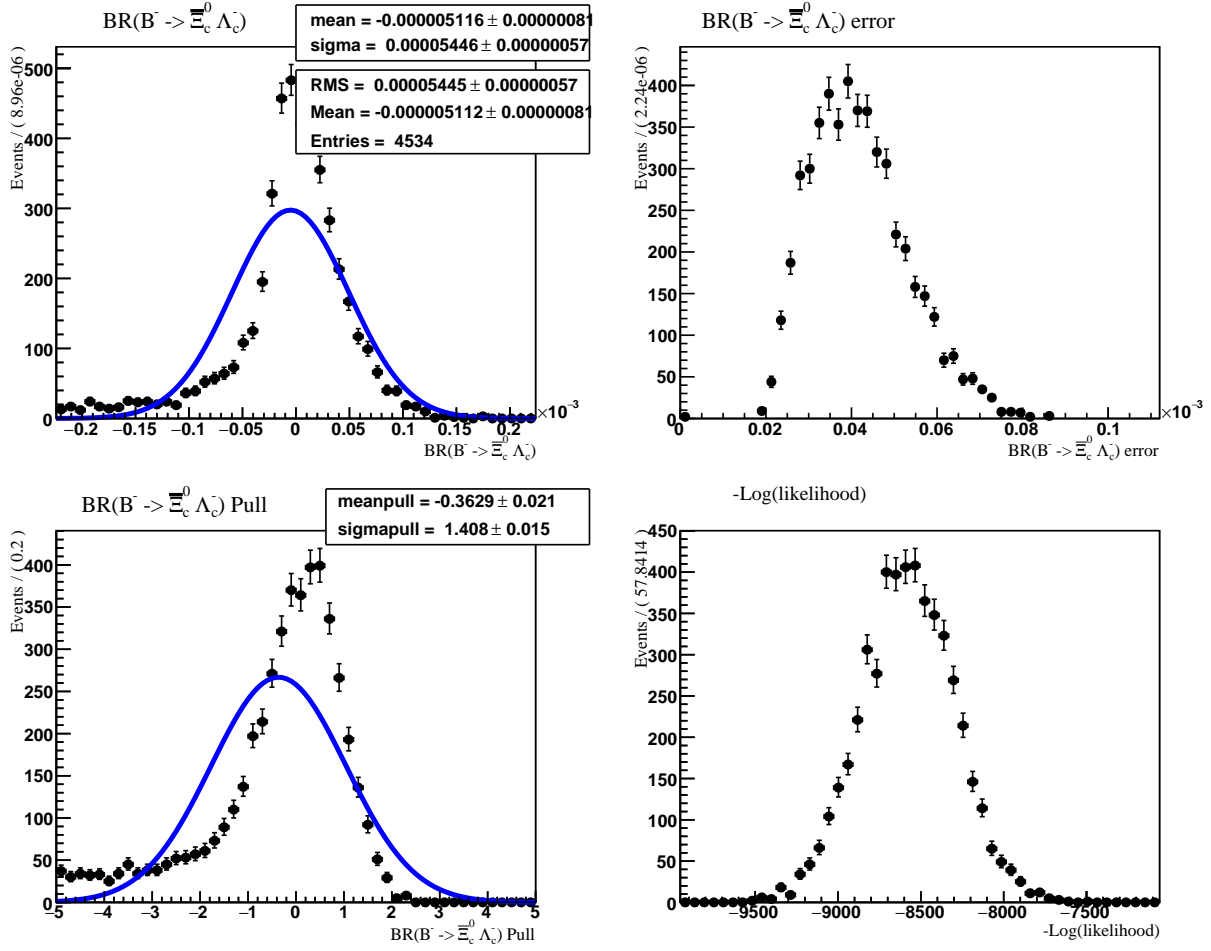 BR(B⁻ -> Ξ̅c⁰ Λc⁻)
mean = -0.000005116 ± 0.00000081
sigma = 0.00005446 ± 0.00000057
RMS = 0.00005445 ± 0.00000057
Mean = -0.000005112 ± 0.00000081
Entries = 4534
Events / ( 8.96e-06 )
500
400
300
200
100
0
−0.2 −0.15 −0.1 −0.05 0 0.05 0.1 0.15 0.2
×10⁻³
BR(B⁻ -> Ξ̅c⁰ Λc⁻)
BR(B⁻ -> Ξ̅c⁰ Λc⁻) error
Events / ( 2.24e-06 )
400
350
300
250
200
150
100
50
0
0 0.02 0.04 0.06 0.08 0.1
×10⁻³
BR(B⁻ -> Ξ̅c⁰ Λc⁻) error
BR(B⁻ -> Ξ̅c⁰ Λc⁻) Pull
meanpull = -0.3629 ± 0.021
sigmapull = 1.408 ± 0.015
Events / ( 0.2 )
400
350
300
250
200
150
100
50
0
−5 −4 −3 −2 −1 0 1 2 3 4 5
BR(B⁻ -> Ξ̅c⁰ Λc⁻) Pull
-Log(likelihood)
Events / ( 57.8414 )
450
400
350
300
250
200
150
100
50
0
−9500 −9000 −8500 −8000 −7500
-Log(likelihood)